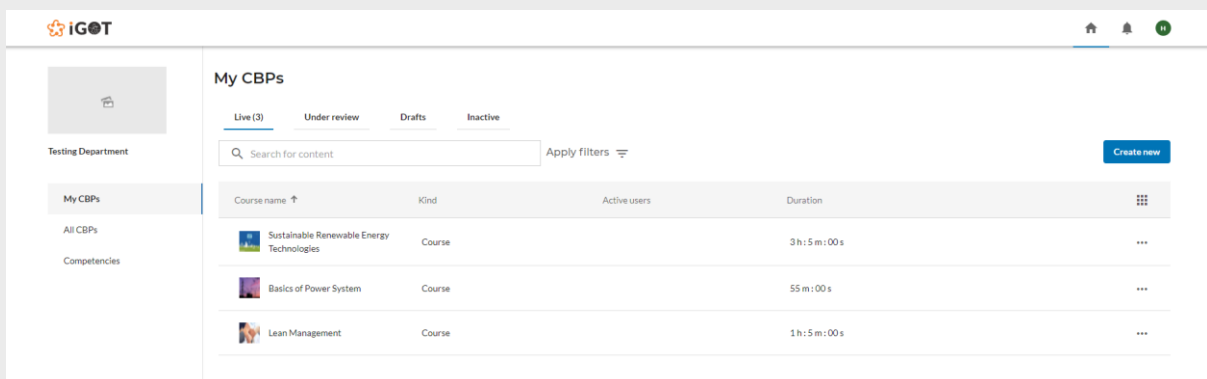 iGOT
H
My CBPs
Live (3) Under review Drafts Inactive
Testing Department
Search for content Apply filters Create new
My CBPs
All CBPs
Competencies
Course name Kind Active users Duration
Sustainable Renewable Energy
Technologies Course 3 h : 5 m : 00 s
Basics of Power System Course 55 m : 00 s
Lean Management Course 1 h : 5 m : 00 s